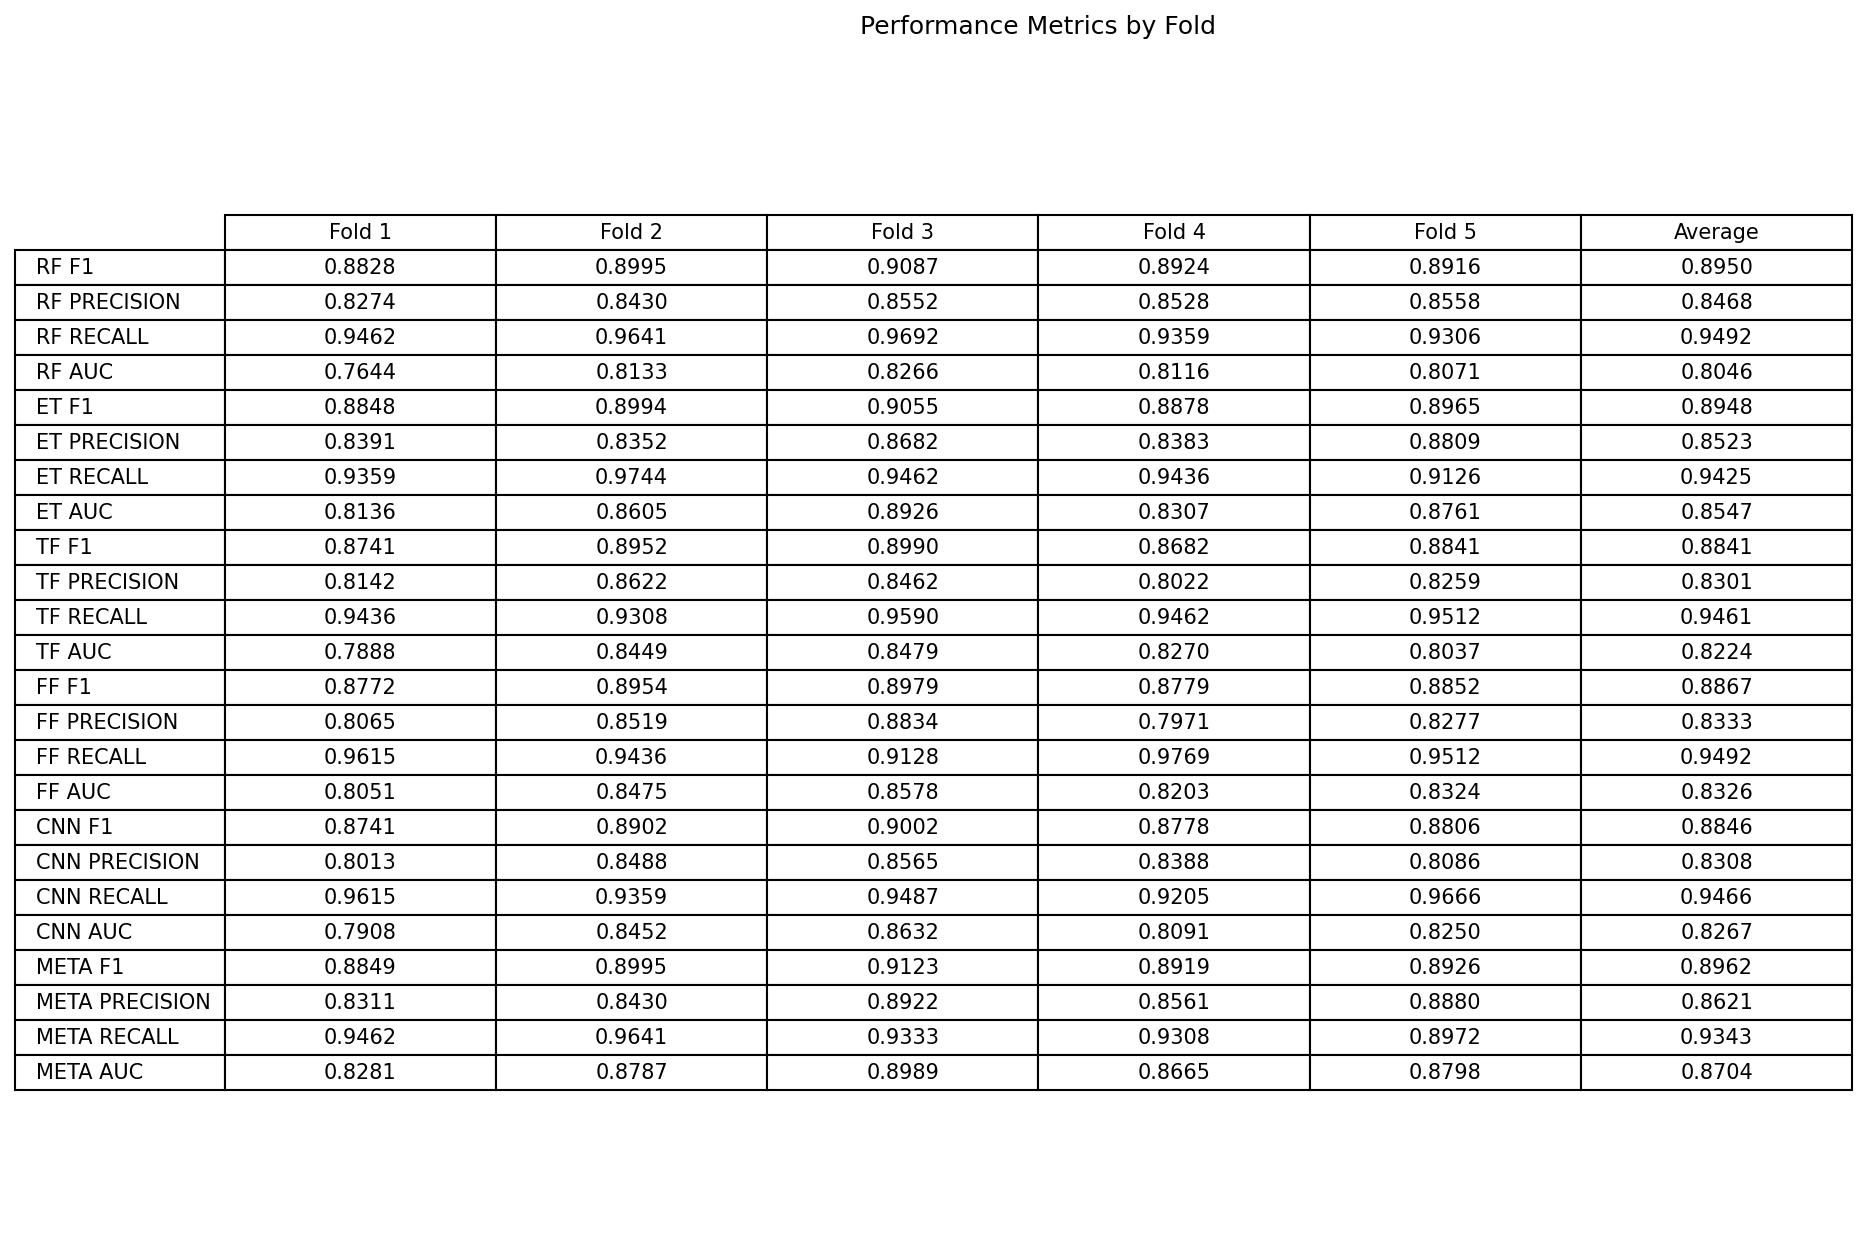 Performance Metrics by Fold
Fold 1 Fold 2 Fold 3 Fold 4 Fold 5 Average
RF F1 0.8828 0.8995 0.9087 0.8924 0.8916 0.8950
RF PRECISION 0.8274 0.8430 0.8552 0.8528 0.8558 0.8468
RF RECALL 0.9462 0.9641 0.9692 0.9359 0.9306 0.9492
RF AUC 0.7644 0.8133 0.8266 0.8116 0.8071 0.8046
ET F1 0.8848 0.8994 0.9055 0.8878 0.8965 0.8948
ET PRECISION 0.8391 0.8352 0.8682 0.8383 0.8809 0.8523
ET RECALL 0.9359 0.9744 0.9462 0.9436 0.9126 0.9425
ET AUC 0.8136 0.8605 0.8926 0.8307 0.8761 0.8547
TF F1 0.8741 0.8952 0.8990 0.8682 0.8841 0.8841
TF PRECISION 0.8142 0.8622 0.8462 0.8022 0.8259 0.8301
TF RECALL 0.9436 0.9308 0.9590 0.9462 0.9512 0.9461
TF AUC 0.7888 0.8449 0.8479 0.8270 0.8037 0.8224
FF F1 0.8772 0.8954 0.8979 0.8779 0.8852 0.8867
FF PRECISION 0.8065 0.8519 0.8834 0.7971 0.8277 0.8333
FF RECALL 0.9615 0.9436 0.9128 0.9769 0.9512 0.9492
FF AUC 0.8051 0.8475 0.8578 0.8203 0.8324 0.8326
CNN F1 0.8741 0.8902 0.9002 0.8778 0.8806 0.8846
CNN PRECISION 0.8013 0.8488 0.8565 0.8388 0.8086 0.8308
CNN RECALL 0.9615 0.9359 0.9487 0.9205 0.9666 0.9466
CNN AUC 0.7908 0.8452 0.8632 0.8091 0.8250 0.8267
META F1 0.8849 0.8995 0.9123 0.8919 0.8926 0.8962
META PRECISION 0.8311 0.8430 0.8922 0.8561 0.8880 0.8621
META RECALL 0.9462 0.9641 0.9333 0.9308 0.8972 0.9343
META AUC 0.8281 0.8787 0.8989 0.8665 0.8798 0.8704